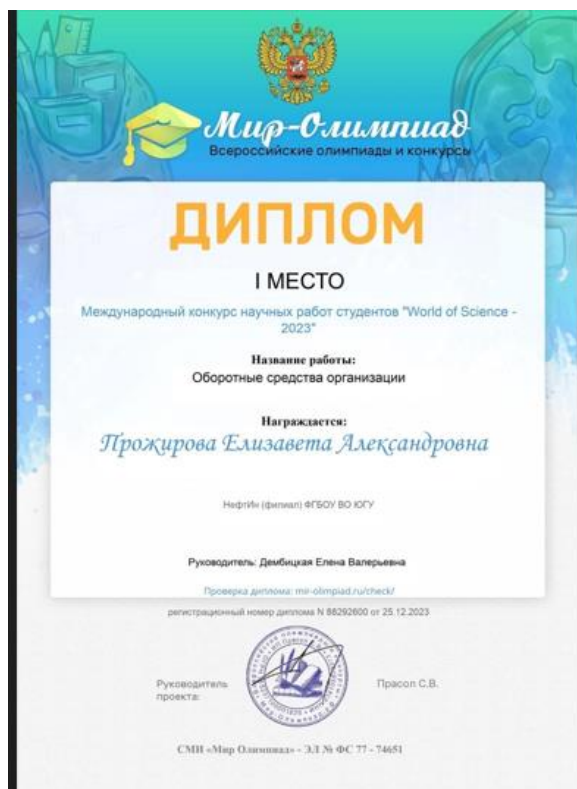 Мир-Олимпиад
Всероссийские олимпиады и конкурсы
ДИПЛОМ
I МЕСТО
Международный конкурс научных работ студентов "World of Science -
2023"
Название работы:
Оборотные средства организации
Награждается:
Прожирова Елизавета Александровна
НефтИн (филиал) ФГБОУ ВО ЮГУ
Руководитель: Дембицкая Елена Валерьевна
Проверка диплома: mir-olimpiad.ru/check/
регистрационный номер диплома N 86292600 от 25.12.2023
Руководитель
проекта:
Прасол С.В.
СМИ «Мир Олимпиад» - ЭЛ № ФС 77 - 74651